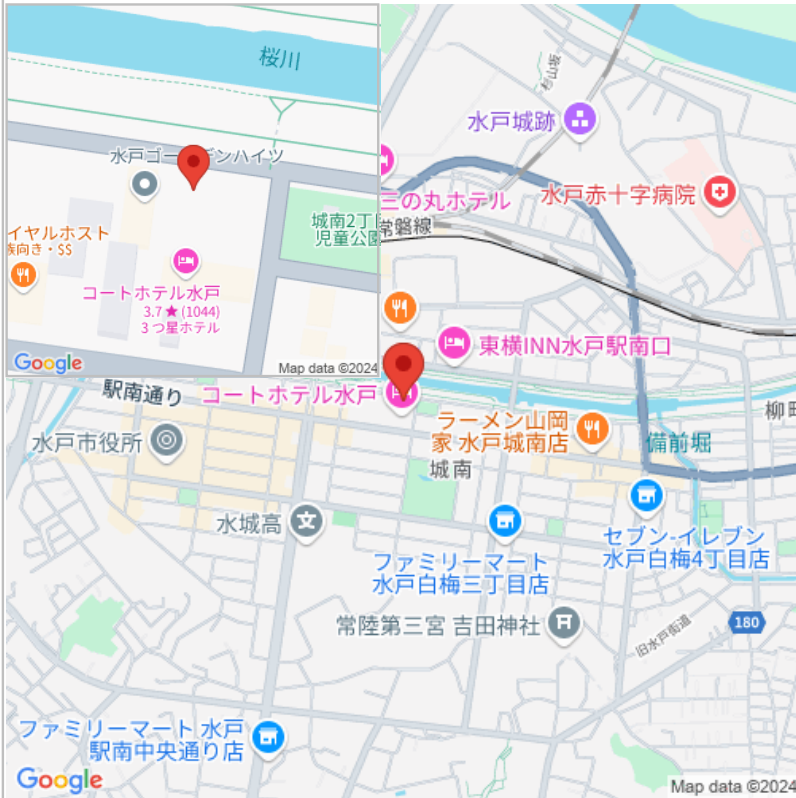 桜川
水戸ゴールデンハイツ
城南2丁目
児童公園
イヤルホスト
族向き・$$
コートホテル水戸
3.7 ★ (1044)
3 つ星ホテル
Google
Map data ©2024
杉山坂
水戸城跡
三の丸ホテル
水戸赤十字病院
常磐線
東横INN水戸駅南口
コートホテル水戸
駅南通り
柳町
ラーメン山岡
家 水戸城南店
水戸市役所
備前堀
城南
水城高
セブン-イレブン
水戸白梅4丁目店
ファミリーマート
水戸白梅三丁目店
常陸第三宮 吉田神社
180
旧水戸街道
ファミリーマート 水戸
駅南中央通り店
Google
Map data ©2024